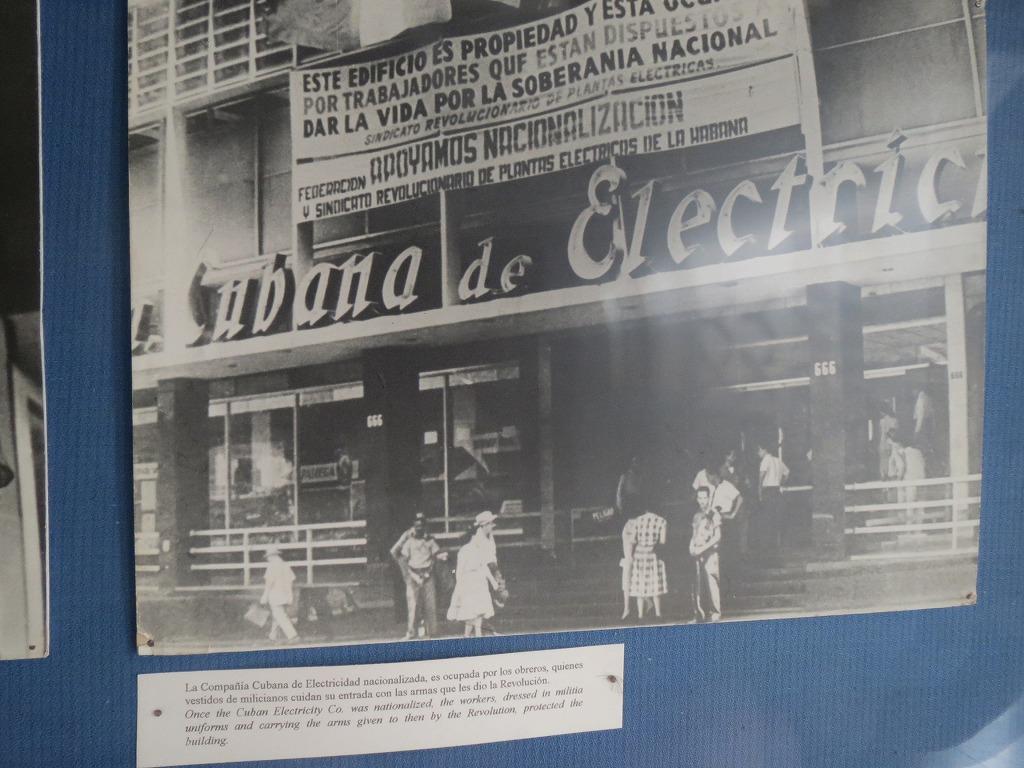 ESTE EDIFICIO ES PROPIEDAD Y ESTA
POR TRABAJADORES QUE ESTAN DISPUESTOS A
DAR LA VIDA POR LA SOBERANIA NACIONAL
SINDICATO REVOLUCIONARIO DE PLANTAS ELECTRICAS
APOYAMOS NACIONALIZACION
FEDERACION
Y SINDICATO REVOLUCIONARIO DE PLANTAS ELECTRICOS DE LA HABANA
Cubana de Electrici
666
666
666
La Compañía Cubana de Electricidad nacionalizada, es ocupada por los obreros, quienes
vestidos de milicianos cuidan su entrada con las armas que les dio la Revolución.
Once the Cuban Electricity Co. was nationalized, the workers, dressed in militia
uniforms and carrying the arms given to then by the Revolution, protected the
building.